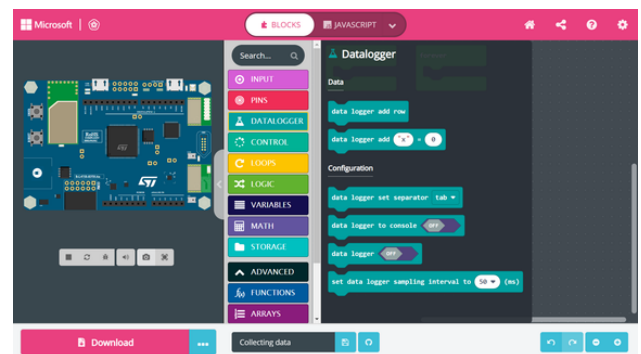 Microsoft
BLOCKS
JAVASCRIPT
Search...
INPUT
PINS
DATALOGGER
CONTROL
LOOPS
LOGIC
VARIABLES
MATH
STORAGE
ADVANCED
FUNCTIONS
ARRAYS
Datalogger
Data
data logger add row
data logger add "x" = 0
Configuration
data logger set separator tab
data logger to console OFF
data logger OFF
set data logger sampling interval to 50 (ms)
Download
Collecting data